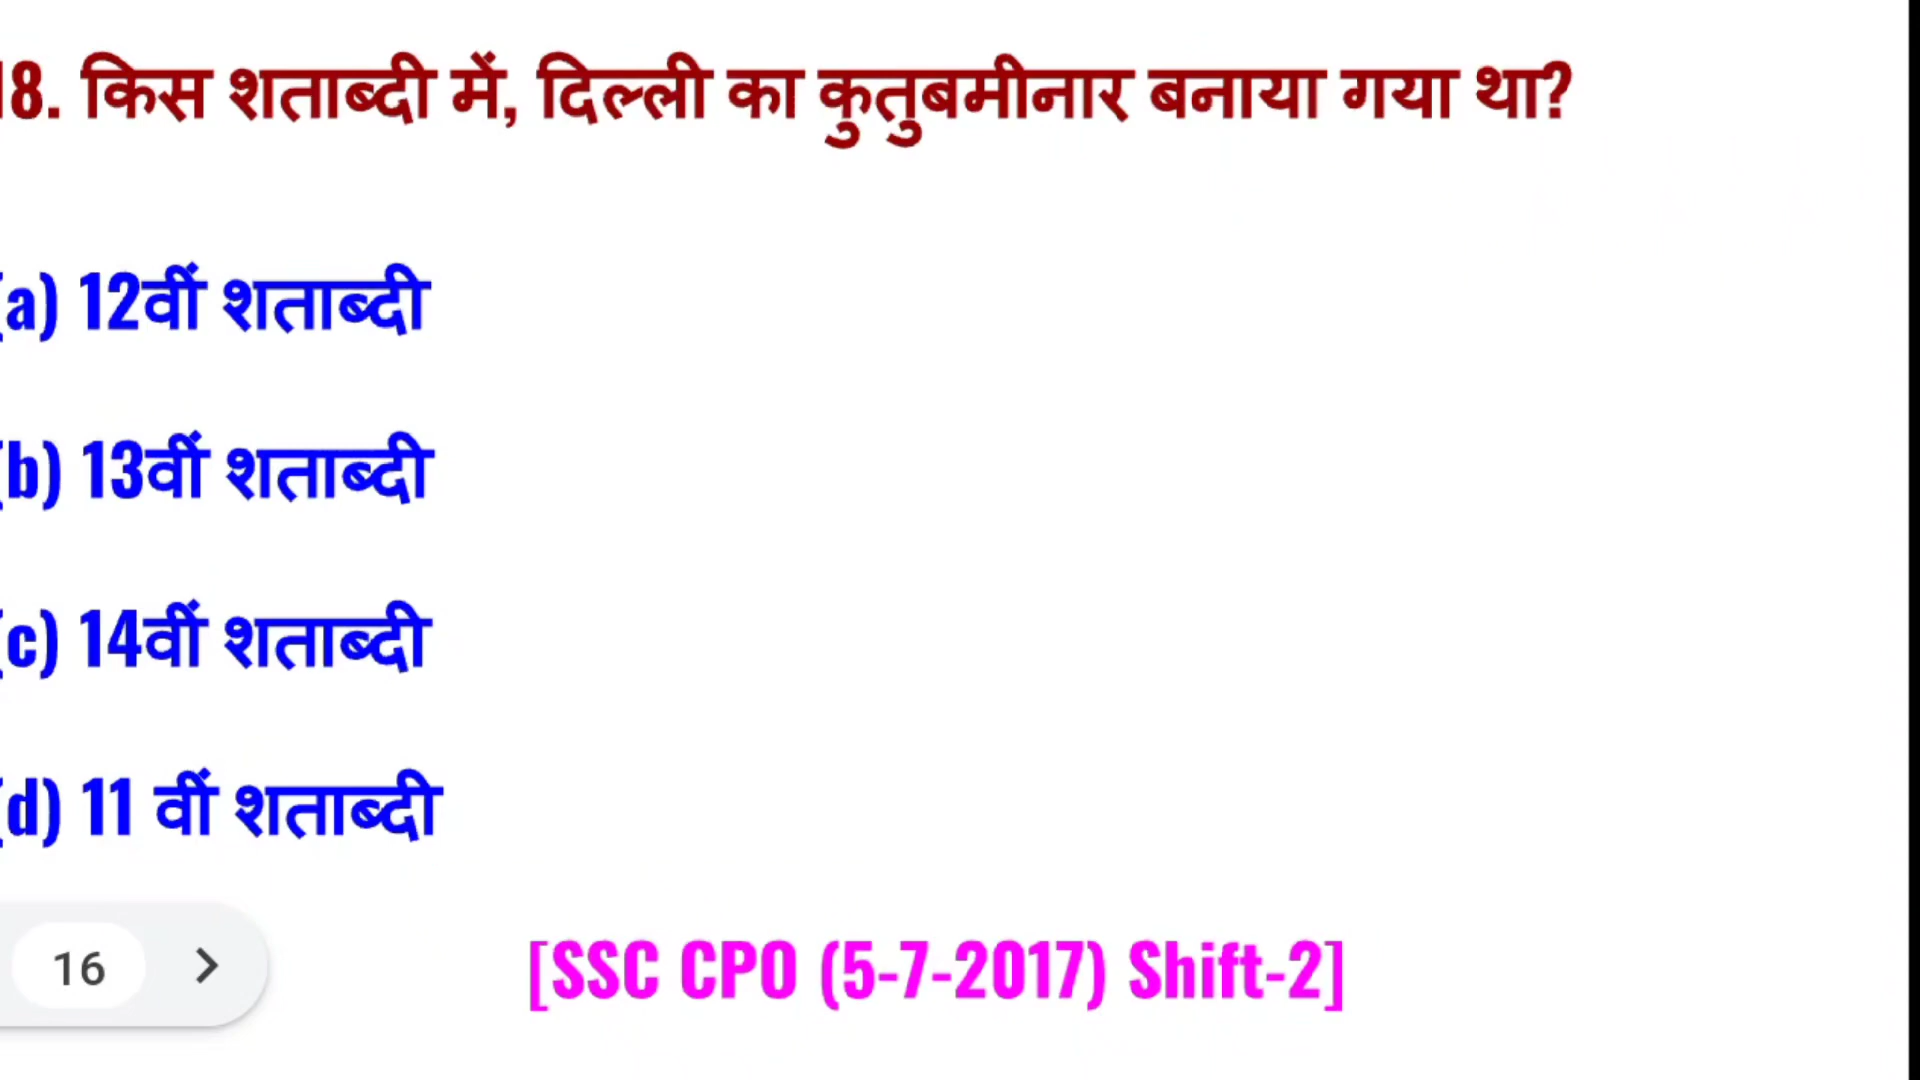 18. किस शताब्दी में, दिल्ली का कुतुबमीनार बनाया गया था?
(a) 12वीं शताब्दी
(b) 13वीं शताब्दी
(c) 14वीं शताब्दी
(d) 11 वीं शताब्दी
16 >
[SSC CPO (5-7-2017) Shift-2]